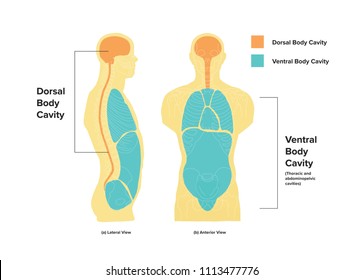 Dorsal Body Cavity
Ventral Body Cavity
Dorsal
Body
Cavity
Ventral
Body
Cavity
(Thoracic and
abdominopelvic
cavities)
(a) Lateral View
(b) Anterior View
shutterstock.com · 1113477776